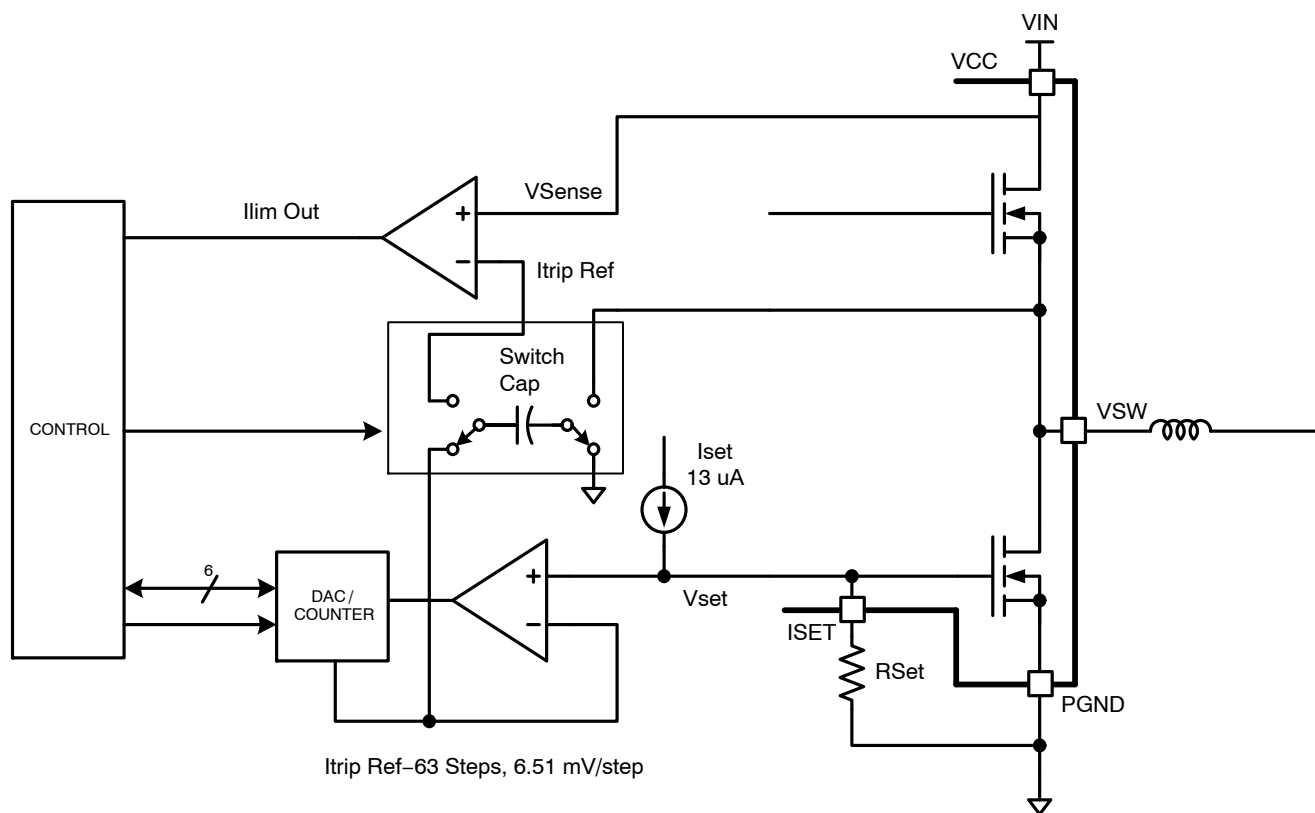 VIN
VCC
VSense
Ilim Out
+
−
Itrip Ref
Switch
Cap
CONTROL
VSW
Iset
13 uA
6
DAC /
COUNTER
+
−
Vset
ISET
RSet
PGND
Itrip Ref−63 Steps, 6.51 mV/step